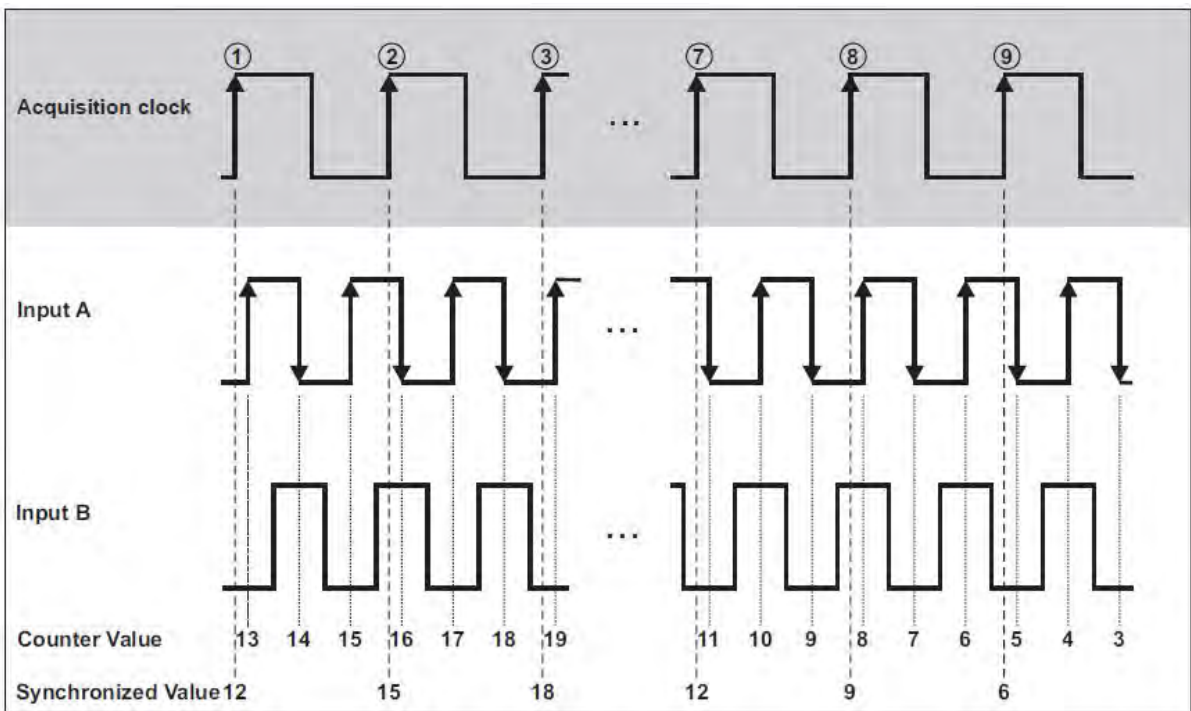 ① ② ③ ⑦ ⑧ ⑨
Acquisition clock
...
Input A
...
Input B
...
Counter Value 13 14 15 16 17 18 19 11 10 9 8 7 6 5 4 3
Synchronized Value 12 15 18 12 9 6